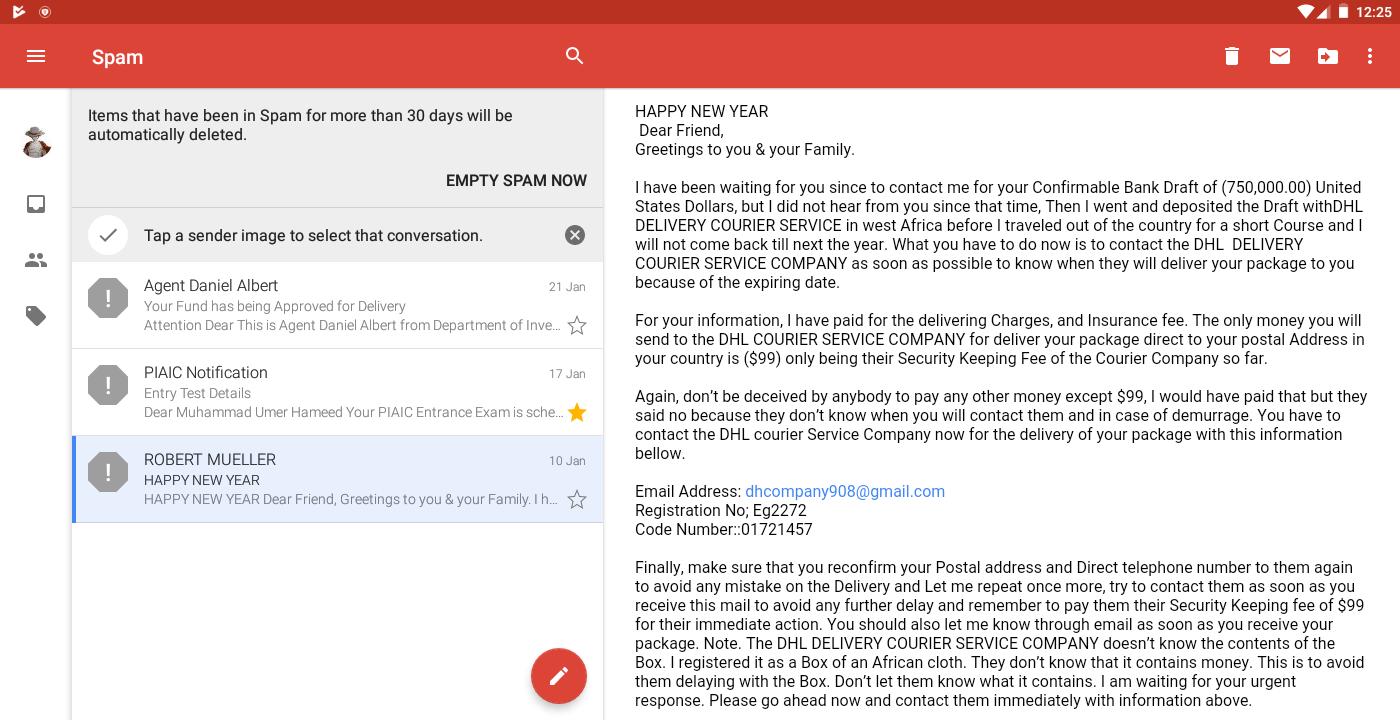 12:25
Spam
Items that have been in Spam for more than 30 days will be
automatically deleted.
EMPTY SPAM NOW
Tap a sender image to select that conversation.
Agent Daniel Albert
21 Jan
Your Fund has being Approved for Delivery
Attention Dear This is Agent Daniel Albert from Department of Inve...
PIAIC Notification
17 Jan
Entry Test Details
Dear Muhammad Umer Hameed Your PIAIC Entrance Exam is sche...
ROBERT MUELLER
10 Jan
HAPPY NEW YEAR
HAPPY NEW YEAR Dear Friend, Greetings to you & your Family. I h...
HAPPY NEW YEAR
Dear Friend,
Greetings to you & your Family.
I have been waiting for you since to contact me for your Confirmable Bank Draft of (750,000.00) United
States Dollars, but I did not hear from you since that time, Then I went and deposited the Draft withDHL
DELIVERY COURIER SERVICE in west Africa before I traveled out of the country for a short Course and I
will not come back till next the year. What you have to do now is to contact the DHL  DELIVERY
COURIER SERVICE COMPANY as soon as possible to know when they will deliver your package to you
because of the expiring date.
For your information, I have paid for the delivering Charges, and Insurance fee. The only money you will
send to the DHL COURIER SERVICE COMPANY for deliver your package direct to your postal Address in
your country is ($99) only being their Security Keeping Fee of the Courier Company so far.
Again, don’t be deceived by anybody to pay any other money except $99, I would have paid that but they
said no because they don’t know when you will contact them and in case of demurrage. You have to
contact the DHL courier Service Company now for the delivery of your package with this information
bellow.
Email Address: dhcompany908@gmail.com
Registration No; Eg2272
Code Number::01721457
Finally, make sure that you reconfirm your Postal address and Direct telephone number to them again
to avoid any mistake on the Delivery and Let me repeat once more, try to contact them as soon as you
receive this mail to avoid any further delay and remember to pay them their Security Keeping fee of $99
for their immediate action. You should also let me know through email as soon as you receive your
package. Note. The DHL DELIVERY COURIER SERVICE COMPANY doesn’t know the contents of the
Box. I registered it as a Box of an African cloth. They don’t know that it contains money. This is to avoid
them delaying with the Box. Don’t let them know what it contains. I am waiting for your urgent
response. Please go ahead now and contact them immediately with information above.